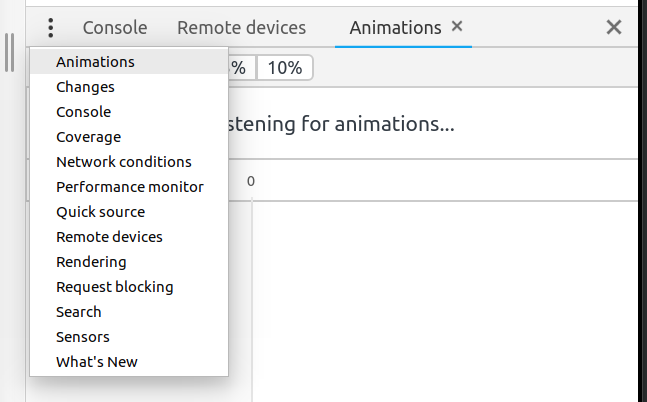 Console Remote devices Animations
Animations
Changes
Console
Coverage
Network conditions
Performance monitor
Quick source
Remote devices
Rendering
Request blocking
Search
Sensors
What's New
% 10%
stening for animations...
0